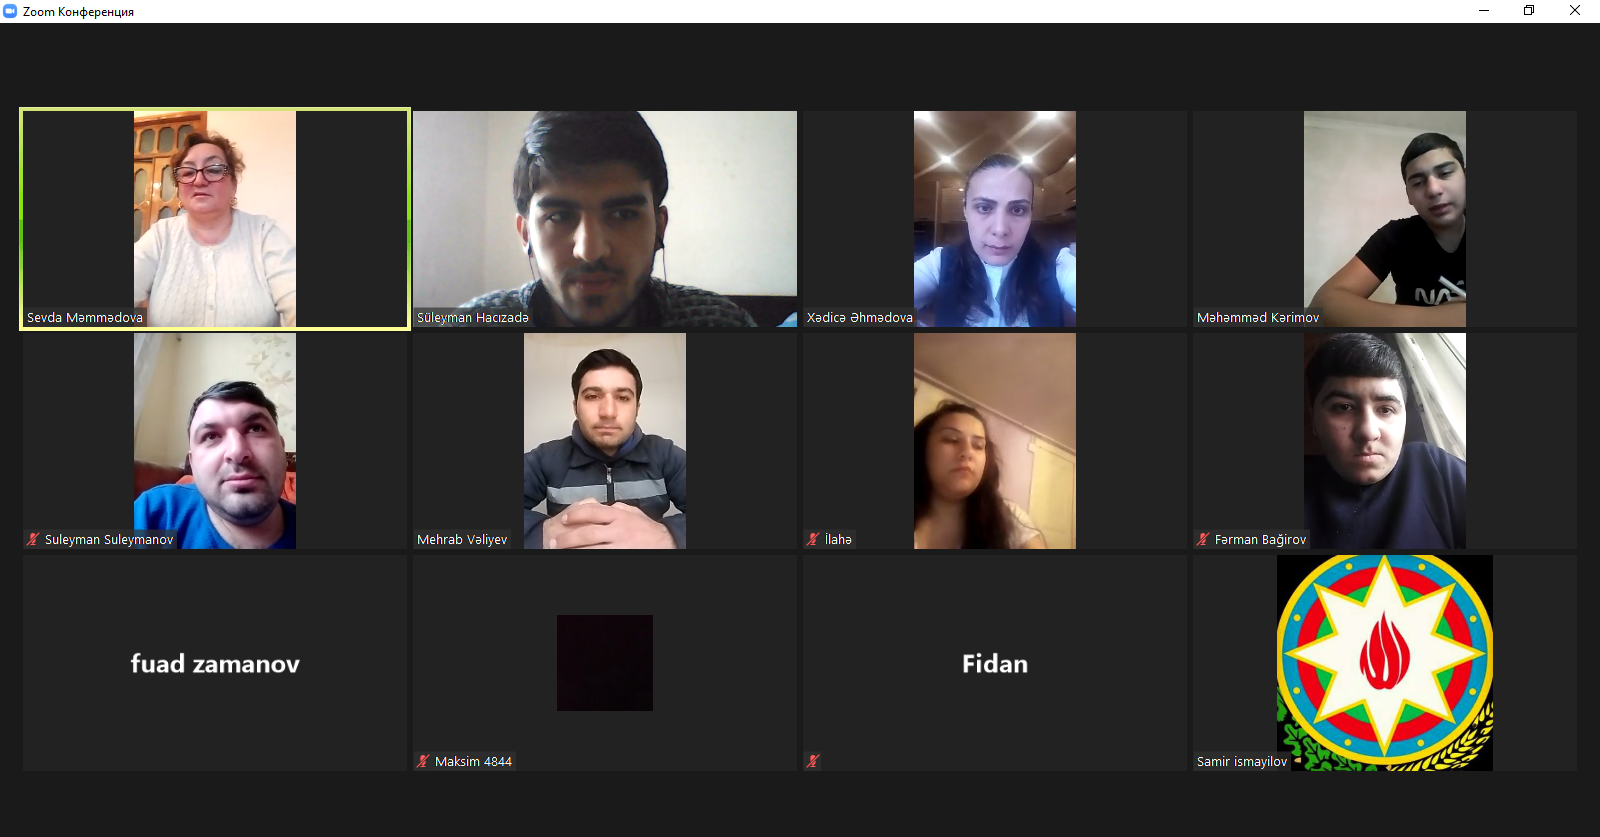 Zoom Конференция
Sevda Məmmədova
Süleyman Hacızadə
Xədicə Əhmədova
Məhəmməd Kərimov
Suleyman Suleymanov
Mehrab Vəliyev
İlahə
Fərman Bağirov
fuad zamanov
Maksim 4844
Fidan
Samir ismayilov